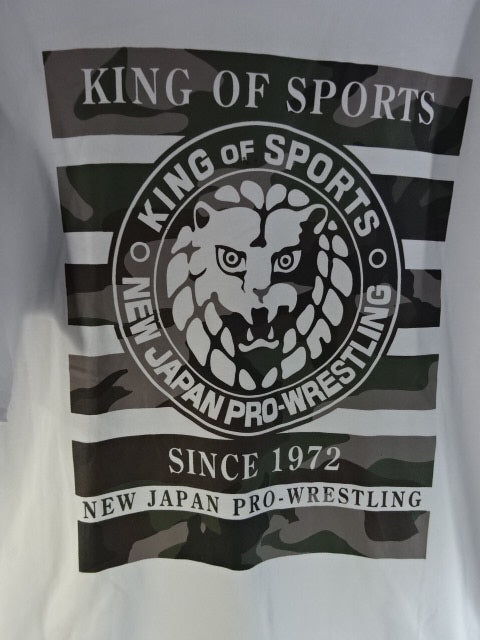 KING OF SPORTS
KING OF SPORTS
NEW JAPAN PRO-WRESTLING
SINCE 1972
NEW JAPAN PRO-WRESTLING